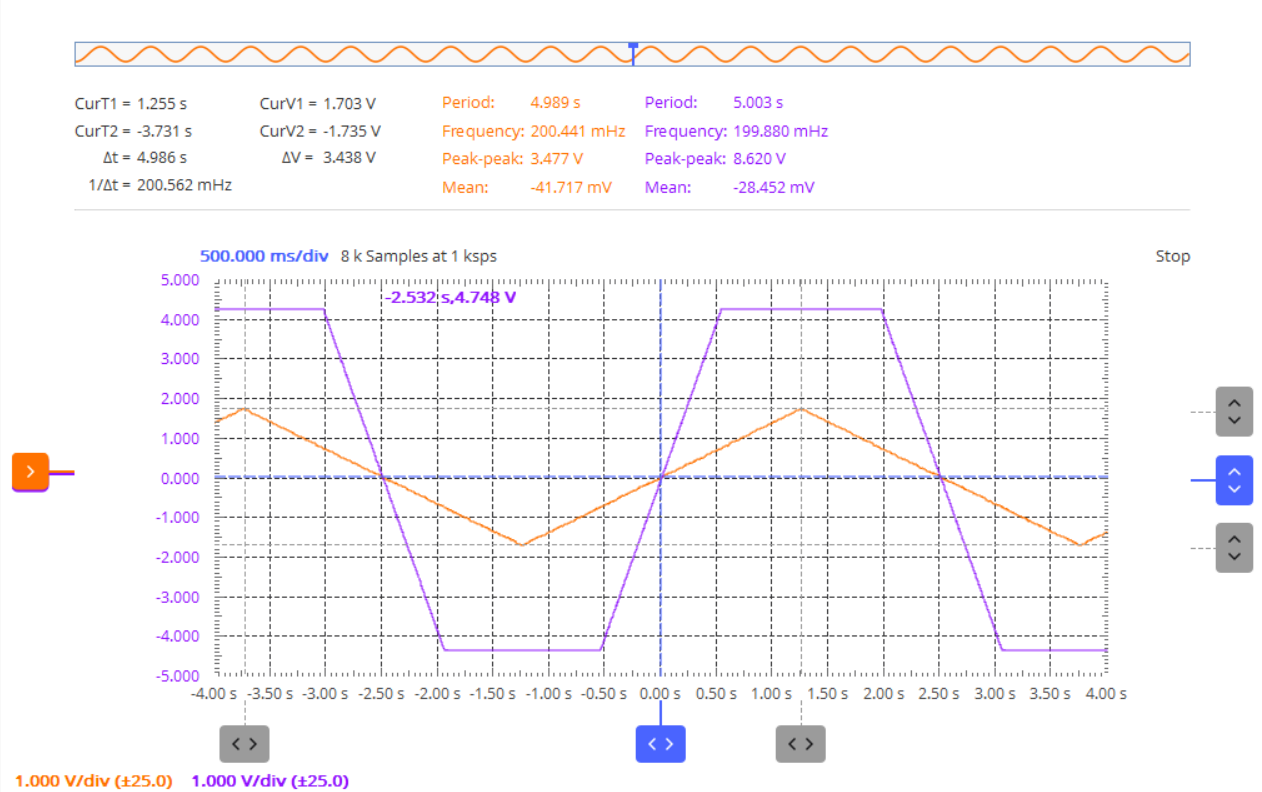 CurT1 = 1.255 s CurV1 = 1.703 V Period: 4.989 s Period: 5.003 s
CurT2 = -3.731 s CurV2 = -1.735 V Frequency: 200.441 mHz Frequency: 199.880 mHz
Δt = 4.986 s ΔV = 3.438 V Peak-peak: 3.477 V Peak-peak: 8.620 V
1/Δt = 200.562 mHz Mean: -41.717 mV Mean: -28.452 mV
500.000 ms/div 8 k Samples at 1 ksps Stop
5.000
-2.532 s,4.748 V
4.000
3.000
2.000
1.000
0.000
-1.000
-2.000
-3.000
-4.000
-5.000
-4.00 s -3.50 s -3.00 s -2.50 s -2.00 s -1.50 s -1.00 s -0.50 s 0.00 s 0.50 s 1.00 s 1.50 s 2.00 s 2.50 s 3.00 s 3.50 s 4.00 s
1.000 V/div (±25.0) 1.000 V/div (±25.0)